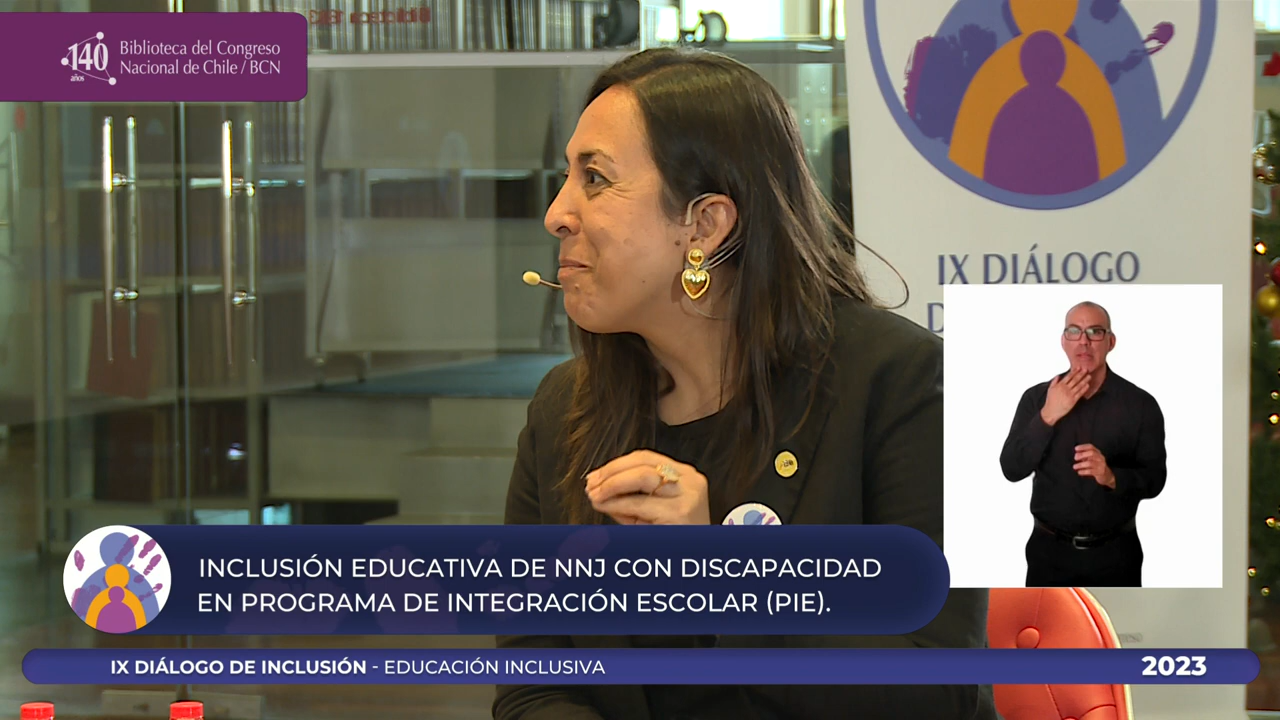 140
años
Biblioteca del Congreso
Nacional de Chile / BCN
IX DIÁLOGO
INCLUSIÓN EDUCATIVA DE NNJ CON DISCAPACIDAD
EN PROGRAMA DE INTEGRACIÓN ESCOLAR (PIE).
IX DIÁLOGO DE INCLUSIÓN - EDUCACIÓN INCLUSIVA
2023